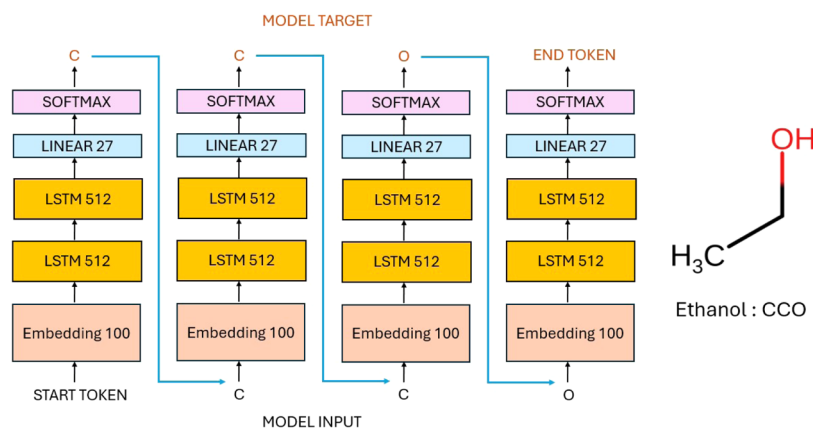 MODEL TARGET
C
C
O
END TOKEN
SOFTMAX
SOFTMAX
SOFTMAX
SOFTMAX
LINEAR 27
LINEAR 27
LINEAR 27
LINEAR 27
LSTM 512
LSTM 512
LSTM 512
LSTM 512
LSTM 512
LSTM 512
LSTM 512
LSTM 512
Embedding 100
Embedding 100
Embedding 100
Embedding 100
START TOKEN
C
C
O
MODEL INPUT
OH
H₃C
Ethanol : CCO